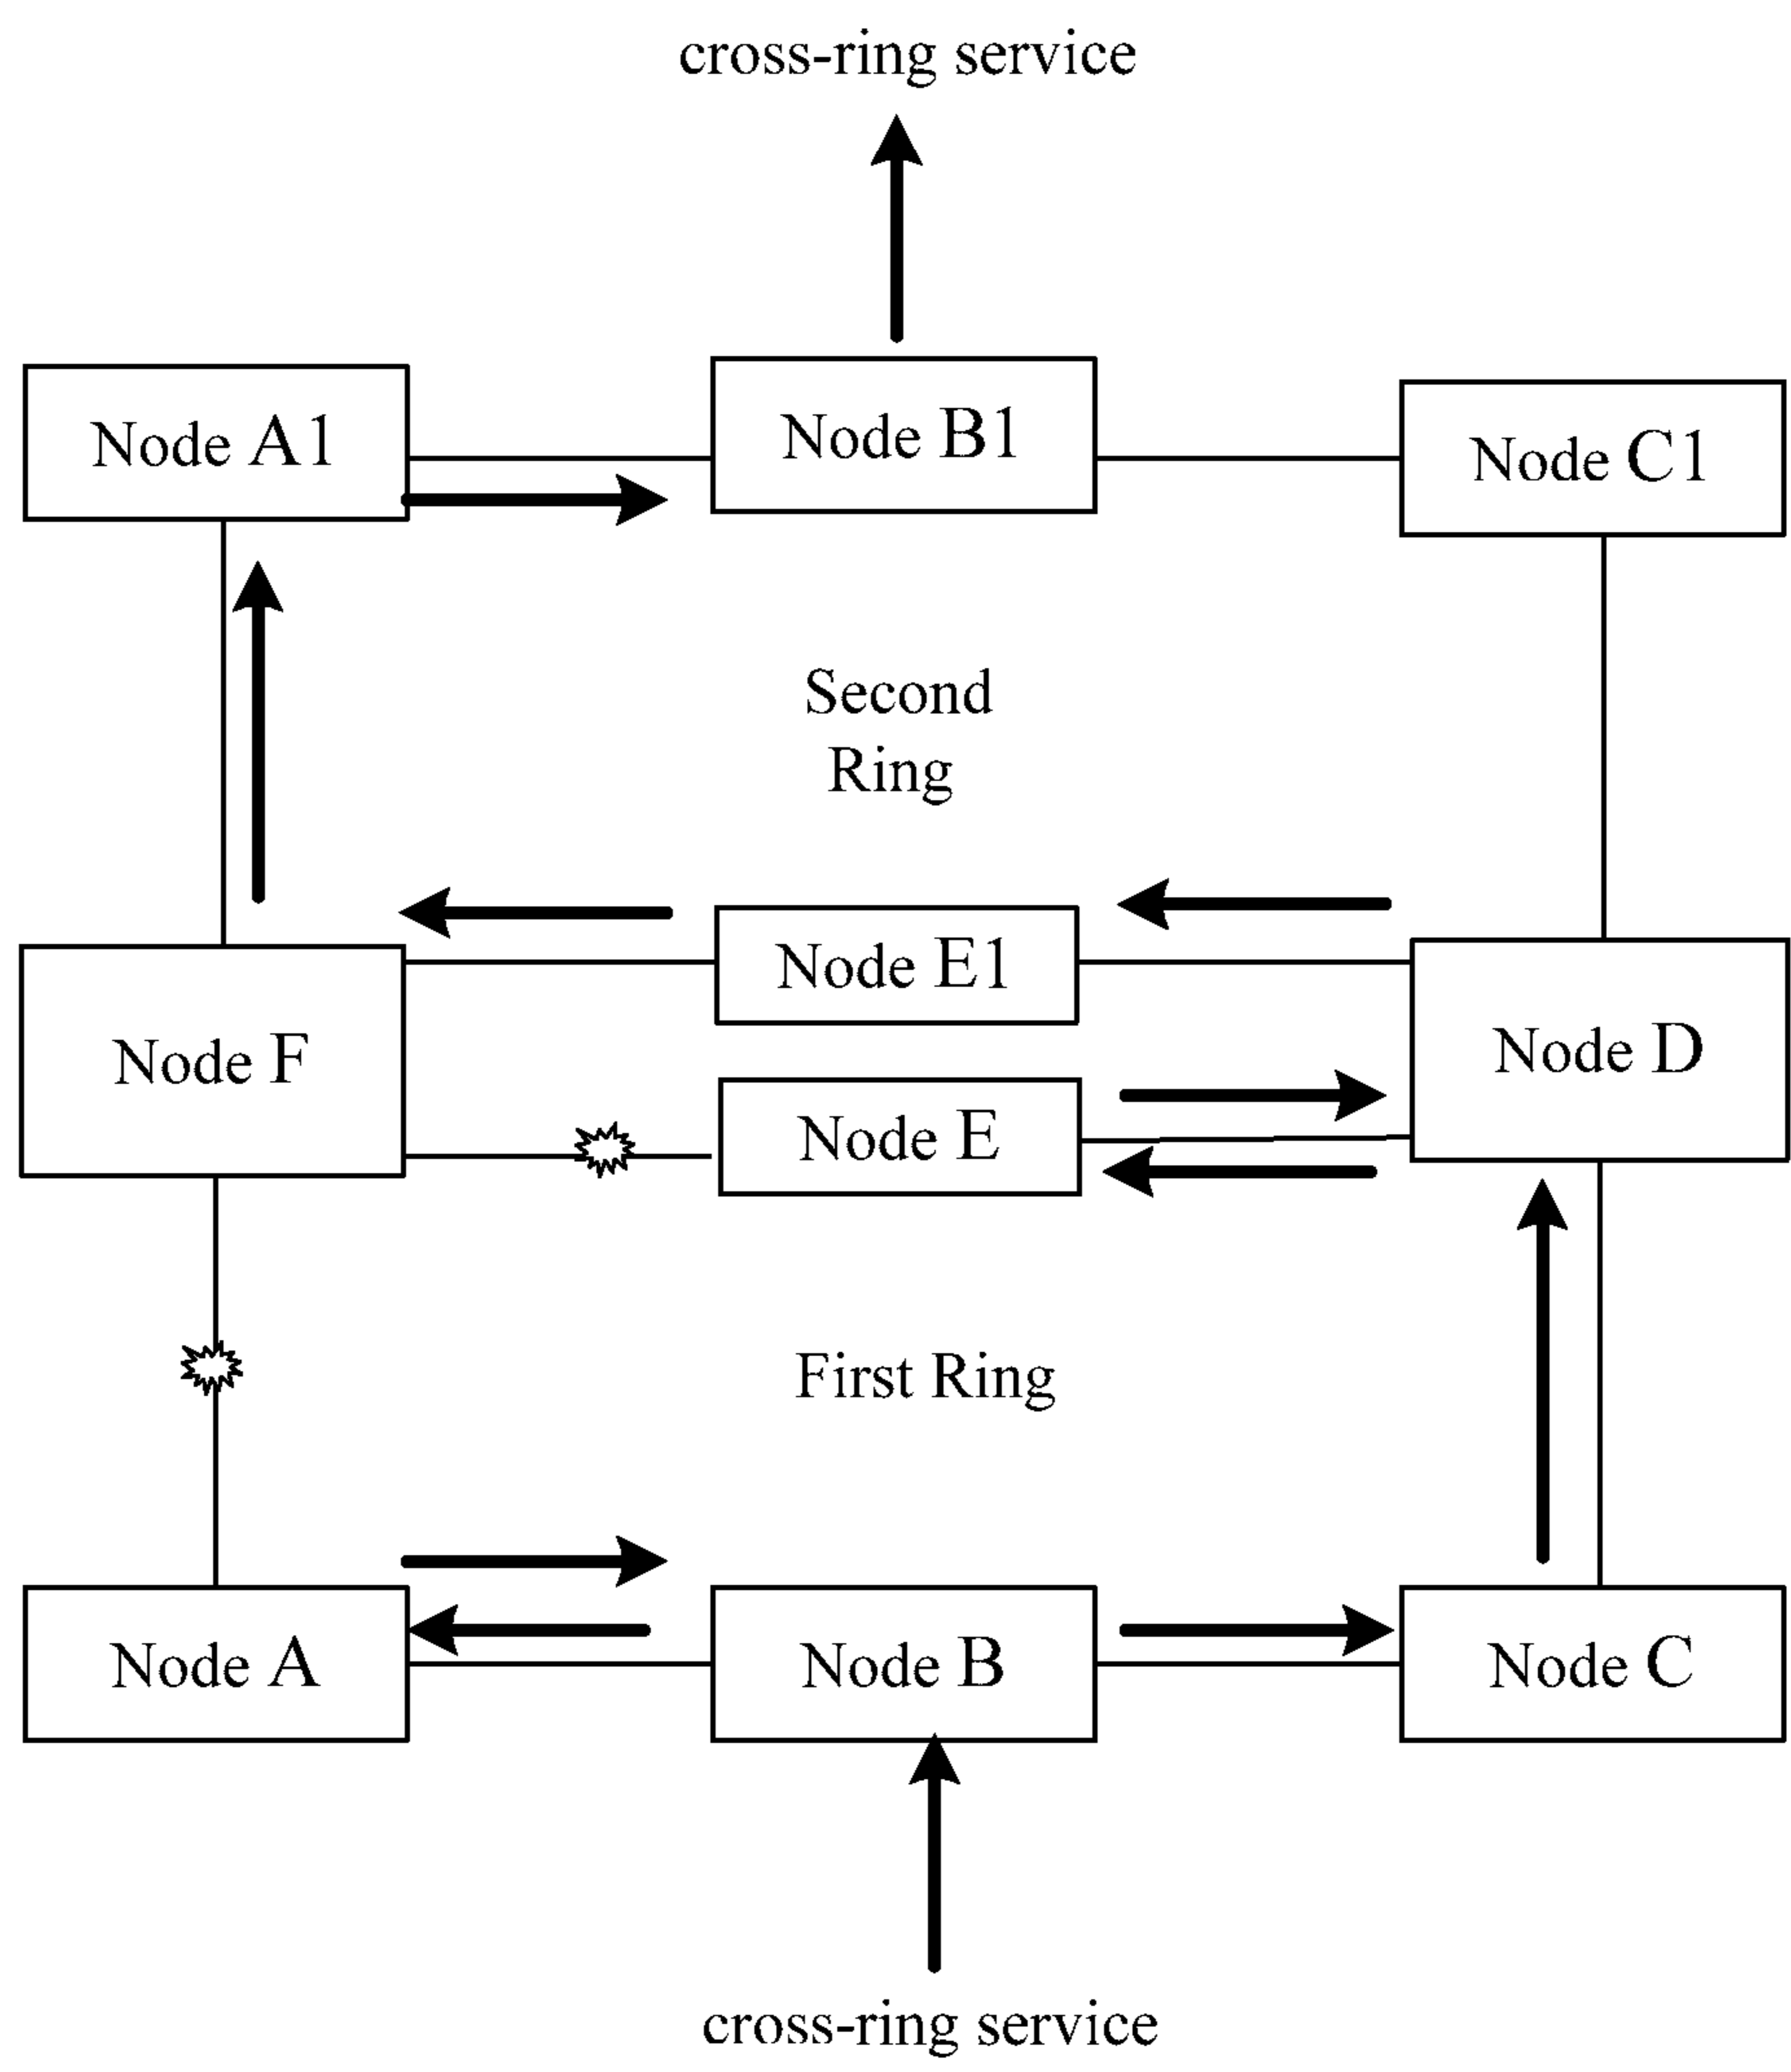 cross-ring service
Node A1
Node B1
Node C1
Second
Ring
Node E1
Node F
Node D
Node E
First Ring
Node A
Node B
Node C
cross-ring service